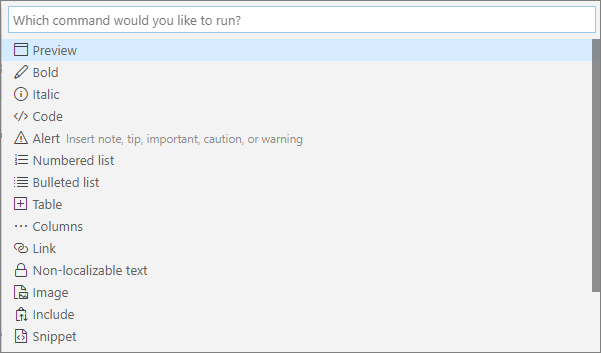 Which command would you like to run?
Preview
Bold
Italic
Code
Alert Insert note, tip, important, caution, or warning
Numbered list
Bulleted list
Table
Columns
Link
Non-localizable text
Image
Include
Snippet